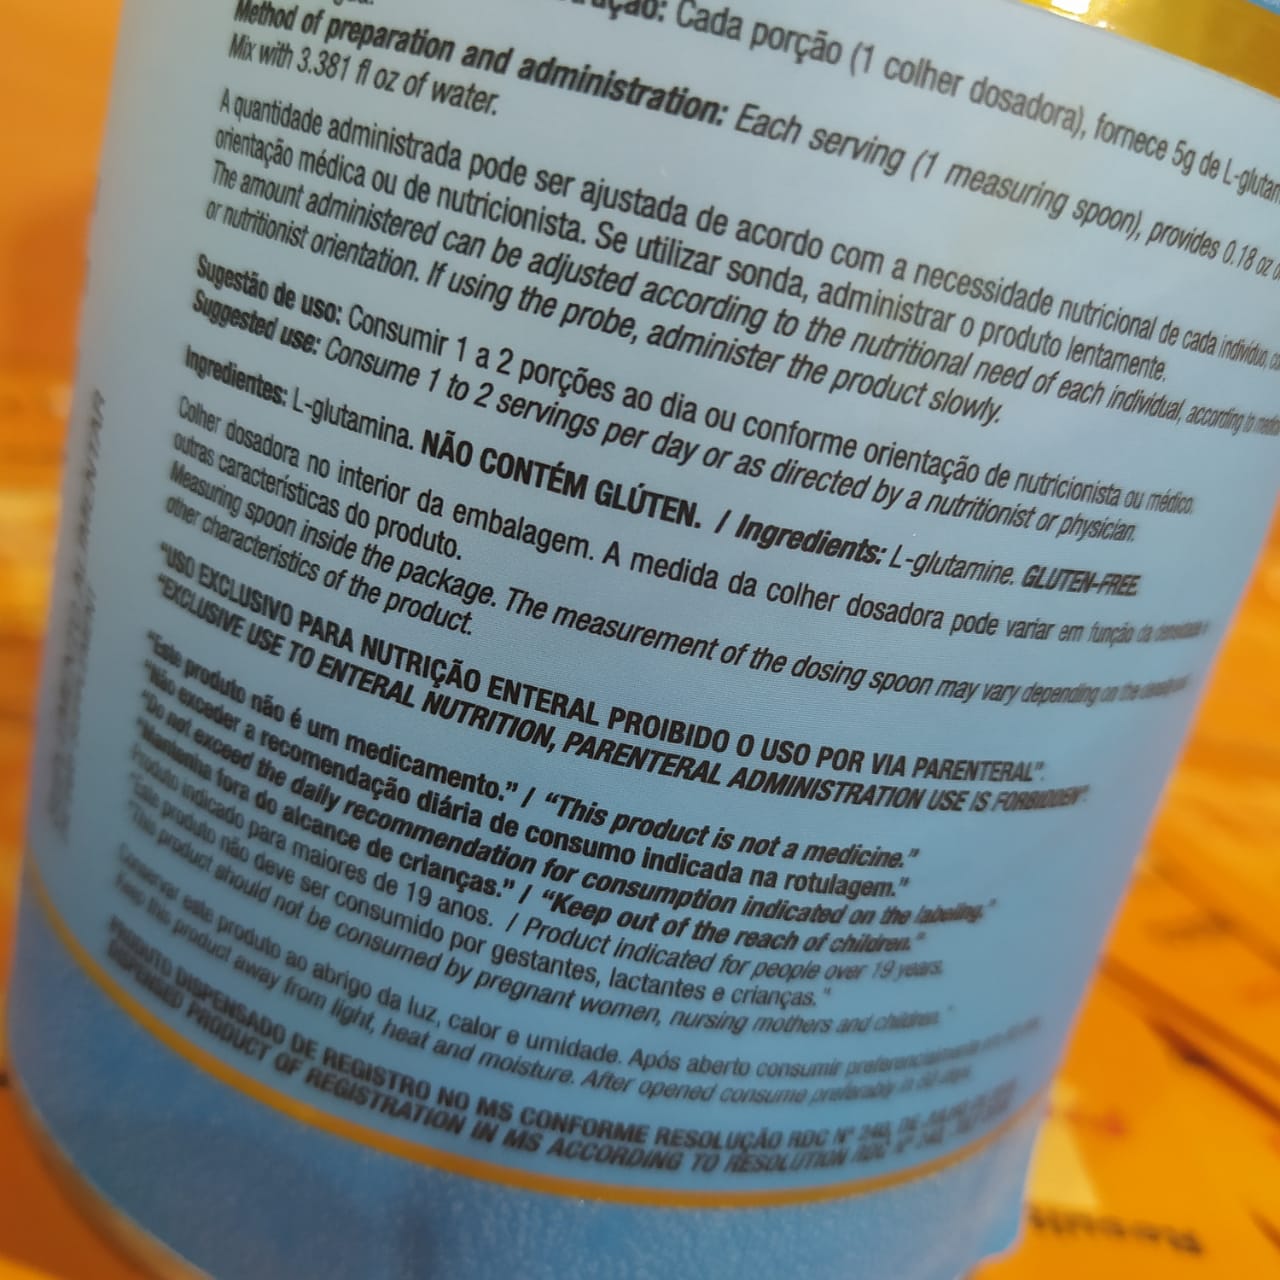 Cada porção (1 colher dosadora), fornece 5g de
Method of preparation and administration: Each serving (1 measuring spoon), provides 0.18 oz
Mix with 3.381 fl oz of water.
A quantidade administrada pode ser ajustada de acordo com a necessidade nutricional de cada indivíduo,
orientação médica ou de nutricionista. Se utilizar sonda, administrar o produto lentamente.
The amount administered can be adjusted according to the nutritional need of each individual, according to
or nutritionist orientation. If using the probe, administer the product slowly.
Sugestão de uso: Consumir 1 a 2 porções ao dia ou conforme orientação de nutricionista ou médico.
Suggested use: Consume 1 to 2 servings per day or as directed by a nutritionist or physician.
Ingredientes: L-glutamina. NÃO CONTÉM GLÚTEN. / Ingredients: L-glutamine. GLUTEN-FREE.
Colher dosadora no interior da embalagem. A medida da colher dosadora pode variar em função da
outras características do produto.
Measuring spoon inside the package. The measurement of the dosing spoon may vary depending on the
other characteristics of the product.
"USO EXCLUSIVO PARA NUTRIÇÃO ENTERAL PROIBIDO O USO POR VIA PARENTERAL".
"EXCLUSIVE USE TO ENTERAL NUTRITION, PARENTERAL ADMINISTRATION USE IS FORBIDDEN".
"Este produto não é um medicamento." / "This product is not a medicine."
"Não exceder a recomendação diária de consumo indicada na rotulagem."
"Do not exceed the daily recommendation for consumption indicated on the labeling."
"Mantenha fora do alcance de crianças." / "Keep out of the reach of children."
Produto indicado para maiores de 19 anos. / Product indicated for people over 19 years.
"Este produto não deve ser consumido por gestantes, lactantes e crianças."
"This product should not be consumed by pregnant women, nursing mothers and children."
Conservar este produto ao abrigo da luz, calor e umidade. Após aberto consumir preferencialmente
Keep this product away from light, heat and moisture. After opened consume preferably in
PRODUTO DISPENSADO DE REGISTRO NO MS CONFORME RESOLUÇÃO RDC Nº 240,
DISPENSED PRODUCT OF REGISTRATION IN MS ACCORDING TO RESOLUTION RDC Nº 240,